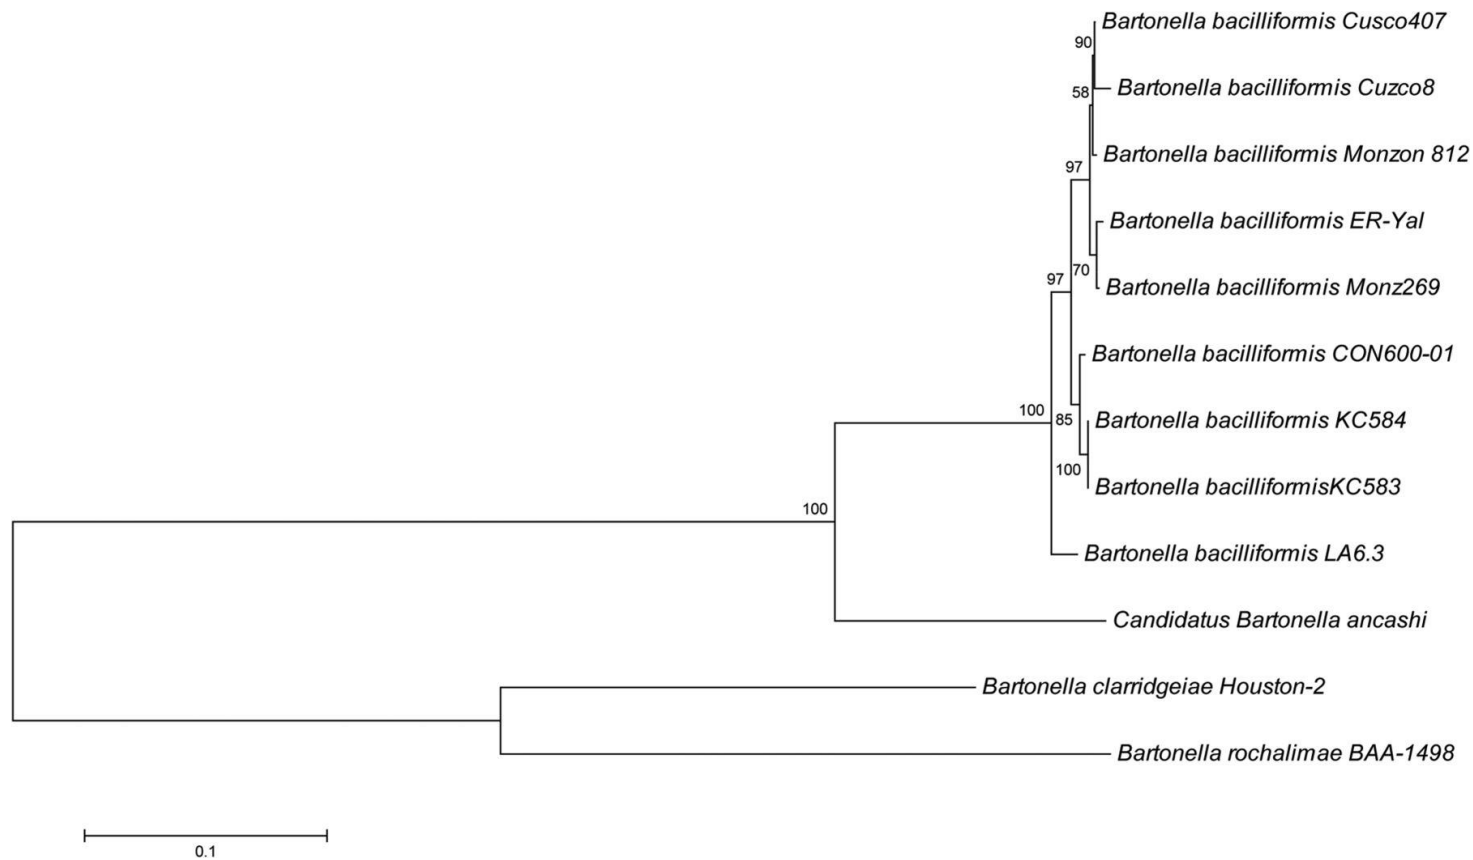 Bartonella bacilliformis Cusco407
90
58
Bartonella bacilliformis Cuzco8
Bartonella bacilliformis Monzon 812
97
Bartonella bacilliformis ER-Yal
70
97
Bartonella bacilliformis Monz269
Bartonella bacilliformis CON600-01
100
85
Bartonella bacilliformis KC584
100
Bartonella bacilliformisKC583
100
Bartonella bacilliformis LA6.3
Candidatus Bartonella ancashi
Bartonella clarridgeiae Houston-2
Bartonella rochalimae BAA-1498
0.1